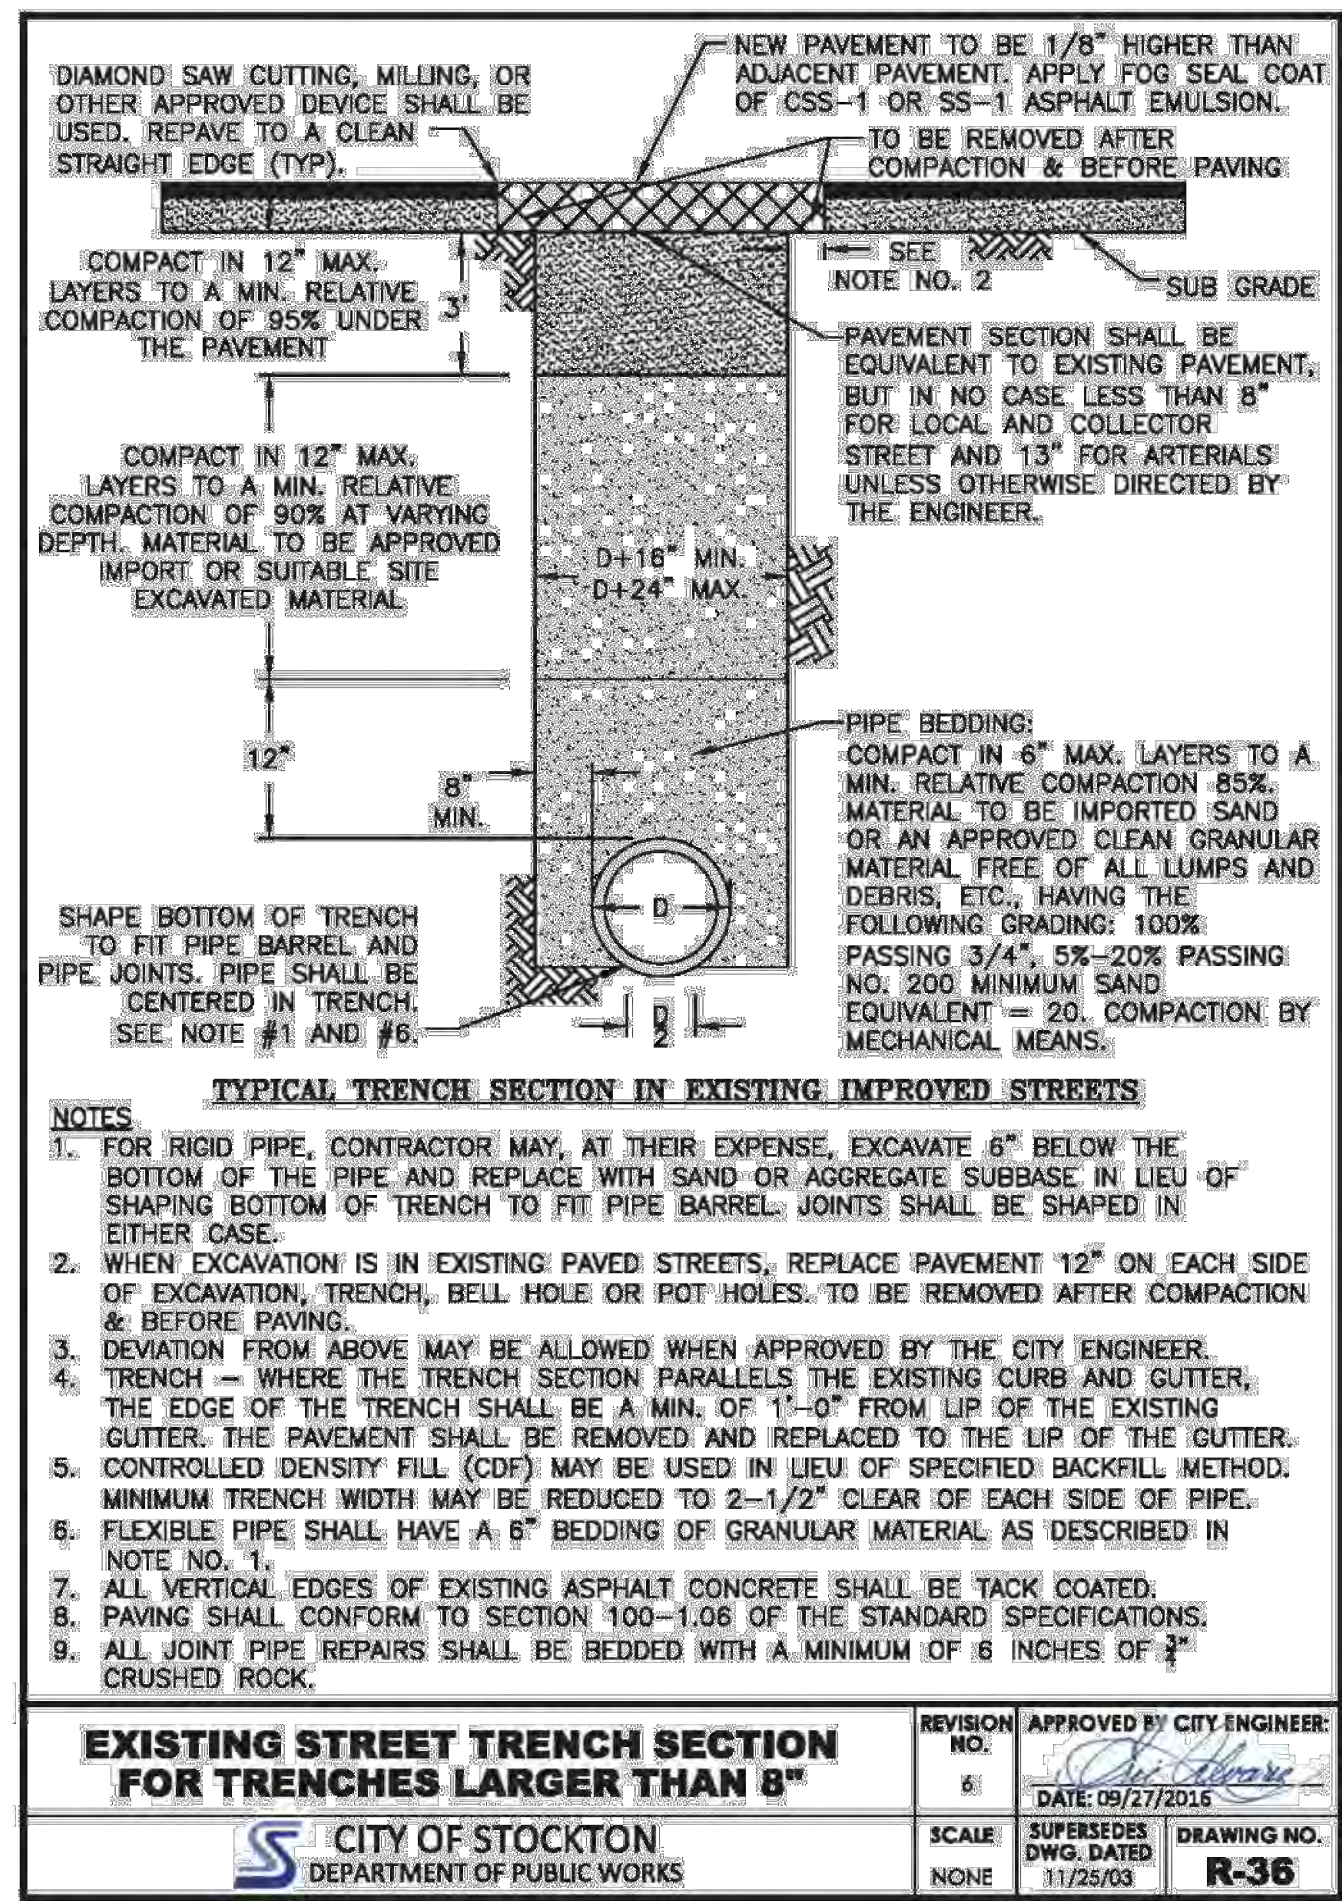 NEW PAVEMENT TO BE 1/8" HIGHER THAN
ADJACENT PAVEMENT. APPLY FOG SEAL COAT
OF CSS-1 OR SS-1 ASPHALT EMULSION.
DIAMOND SAW CUTTING, MILLING, OR
OTHER APPROVED DEVICE SHALL BE
USED. REPAVE TO A CLEAN
STRAIGHT EDGE (TYP).
TO BE REMOVED AFTER
COMPACTION & BEFORE PAVING
COMPACT IN 12" MAX.
LAYERS TO A MIN. RELATIVE
COMPACTION OF 95% UNDER
THE PAVEMENT
3'
SEE
NOTE NO. 2
SUB GRADE
PAVEMENT SECTION SHALL BE
EQUIVALENT TO EXISTING PAVEMENT,
BUT IN NO CASE LESS THAN 8"
FOR LOCAL AND COLLECTOR
STREET AND 13" FOR ARTERIALS
UNLESS OTHERWISE DIRECTED BY
THE ENGINEER.
COMPACT IN 12" MAX.
LAYERS TO A MIN. RELATIVE
COMPACTION OF 90% AT VARYING
DEPTH. MATERIAL TO BE APPROVED
IMPORT OR SUITABLE SITE
EXCAVATED MATERIAL
D+16" MIN.
D+24" MAX.
12"
8"
MIN.
PIPE BEDDING:
COMPACT IN 6" MAX. LAYERS TO A
MIN. RELATIVE COMPACTION 85%.
MATERIAL TO BE IMPORTED SAND
OR AN APPROVED CLEAN GRANULAR
MATERIAL FREE OF ALL LUMPS AND
DEBRIS, ETC., HAVING THE
FOLLOWING GRADING: 100%
PASSING 3/4", 5%-20% PASSING
NO. 200 MINIMUM SAND
EQUIVALENT = 20. COMPACTION BY
MECHANICAL MEANS.
D
SHAPE BOTTOM OF TRENCH
TO FIT PIPE BARREL AND
PIPE JOINTS. PIPE SHALL BE
CENTERED IN TRENCH.
SEE NOTE #1 AND #6.
D
2
TYPICAL TRENCH SECTION IN EXISTING IMPROVED STREETS
NOTES
1. FOR RIGID PIPE, CONTRACTOR MAY, AT THEIR EXPENSE, EXCAVATE 6" BELOW THE
BOTTOM OF THE PIPE AND REPLACE WITH SAND OR AGGREGATE SUBBASE IN LIEU OF
SHAPING BOTTOM OF TRENCH TO FIT PIPE BARREL. JOINTS SHALL BE SHAPED IN
EITHER CASE.
2. WHEN EXCAVATION IS IN EXISTING PAVED STREETS, REPLACE PAVEMENT 12" ON EACH SIDE
OF EXCAVATION, TRENCH, BELL HOLE OR POT HOLES. TO BE REMOVED AFTER COMPACTION
& BEFORE PAVING.
3. DEVIATION FROM ABOVE MAY BE ALLOWED WHEN APPROVED BY THE CITY ENGINEER.
4. TRENCH - WHERE THE TRENCH SECTION PARALLELS THE EXISTING CURB AND GUTTER,
THE EDGE OF THE TRENCH SHALL BE A MIN. OF 1'-0" FROM LIP OF THE EXISTING
GUTTER. THE PAVEMENT SHALL BE REMOVED AND REPLACED TO THE LIP OF THE GUTTER.
5. CONTROLLED DENSITY FILL (CDF) MAY BE USED IN LIEU OF SPECIFIED BACKFILL METHOD.
MINIMUM TRENCH WIDTH MAY BE REDUCED TO 2-1/2" CLEAR OF EACH SIDE OF PIPE.
6. FLEXIBLE PIPE SHALL HAVE A 6" BEDDING OF GRANULAR MATERIAL AS DESCRIBED IN
NOTE NO. 1.
7. ALL VERTICAL EDGES OF EXISTING ASPHALT CONCRETE SHALL BE TACK COATED.
8. PAVING SHALL CONFORM TO SECTION 100-1.06 OF THE STANDARD SPECIFICATIONS.
9. ALL JOINT PIPE REPAIRS SHALL BE BEDDED WITH A MINIMUM OF 6 INCHES OF 3/4"
CRUSHED ROCK.
EXISTING STREET TRENCH SECTION
FOR TRENCHES LARGER THAN 8"
REVISION
NO.
6
APPROVED BY CITY ENGINEER:
DATE: 09/27/2016
CITY OF STOCKTON
DEPARTMENT OF PUBLIC WORKS
SCALE
NONE
SUPERSEDES
DWG. DATED
11/25/03
DRAWING NO.
R-36